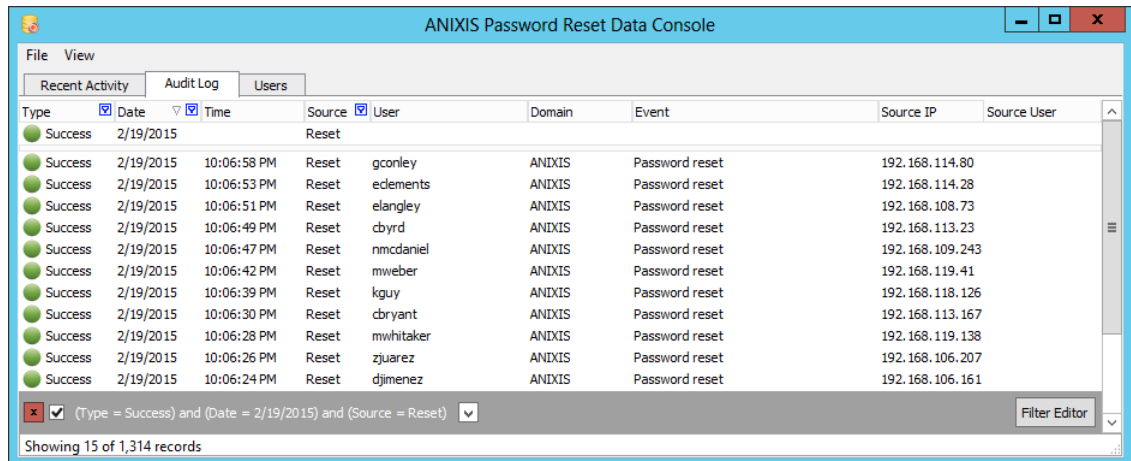 ANIXIS Password Reset Data Console
File View
Recent Activity Audit Log Users
Type Date Time Source User Domain Event Source IP Source User
Success 2/19/2015 Reset
Success 2/19/2015 10:06:58 PM Reset gconley ANIXIS Password reset 192.168.114.80
Success 2/19/2015 10:06:53 PM Reset eclements ANIXIS Password reset 192.168.114.28
Success 2/19/2015 10:06:51 PM Reset elangley ANIXIS Password reset 192.168.108.73
Success 2/19/2015 10:06:49 PM Reset cbyrd ANIXIS Password reset 192.168.113.23
Success 2/19/2015 10:06:47 PM Reset nmcdaniel ANIXIS Password reset 192.168.109.243
Success 2/19/2015 10:06:42 PM Reset mweber ANIXIS Password reset 192.168.119.41
Success 2/19/2015 10:06:39 PM Reset kguy ANIXIS Password reset 192.168.118.126
Success 2/19/2015 10:06:30 PM Reset cbryant ANIXIS Password reset 192.168.113.167
Success 2/19/2015 10:06:28 PM Reset mwhitaker ANIXIS Password reset 192.168.119.138
Success 2/19/2015 10:06:26 PM Reset zjuarez ANIXIS Password reset 192.168.106.207
Success 2/19/2015 10:06:24 PM Reset djimenez ANIXIS Password reset 192.168.106.161
(Type = Success) and (Date = 2/19/2015) and (Source = Reset) Filter Editor
Showing 15 of 1,314 records